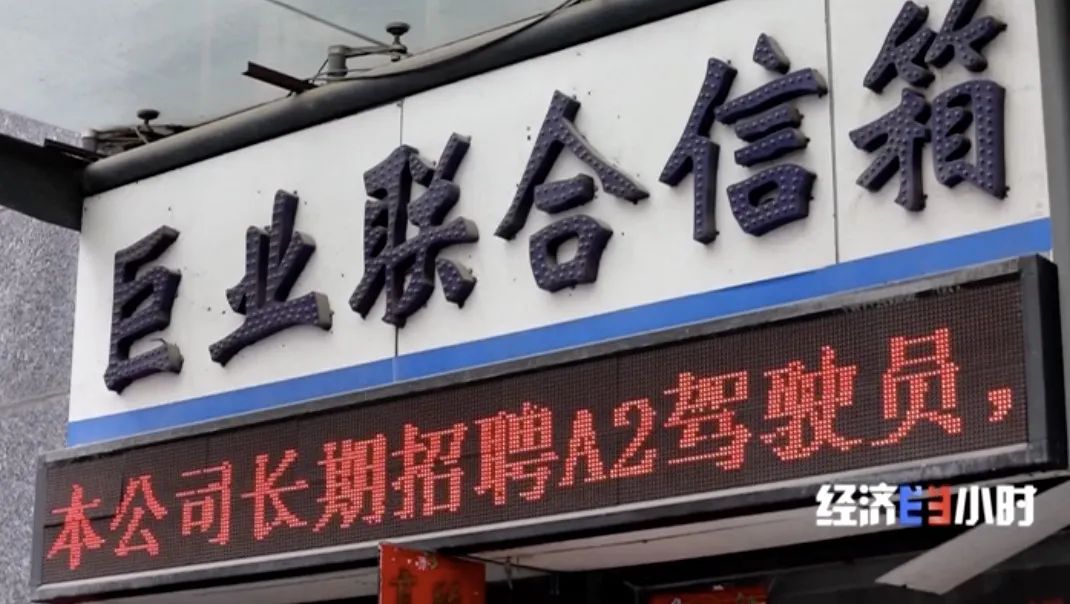 巨业联合信箱
本公司长期招聘A2驾驶员,
经济半小时